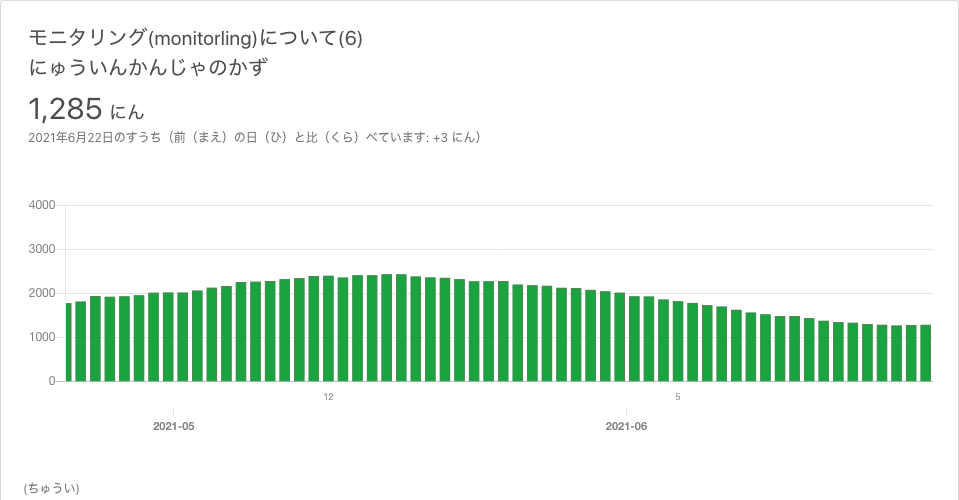 モニタリング(monitorling)について(6)
にゅういんかんじゃのかず
1,285 にん
2021年6月22日のすうち（前（まえ）の日（ひ）と比（くら）べています: +3 にん）
4000
3000
2000
1000
0
12
5
2021-05
2021-06
(ちゅうい)